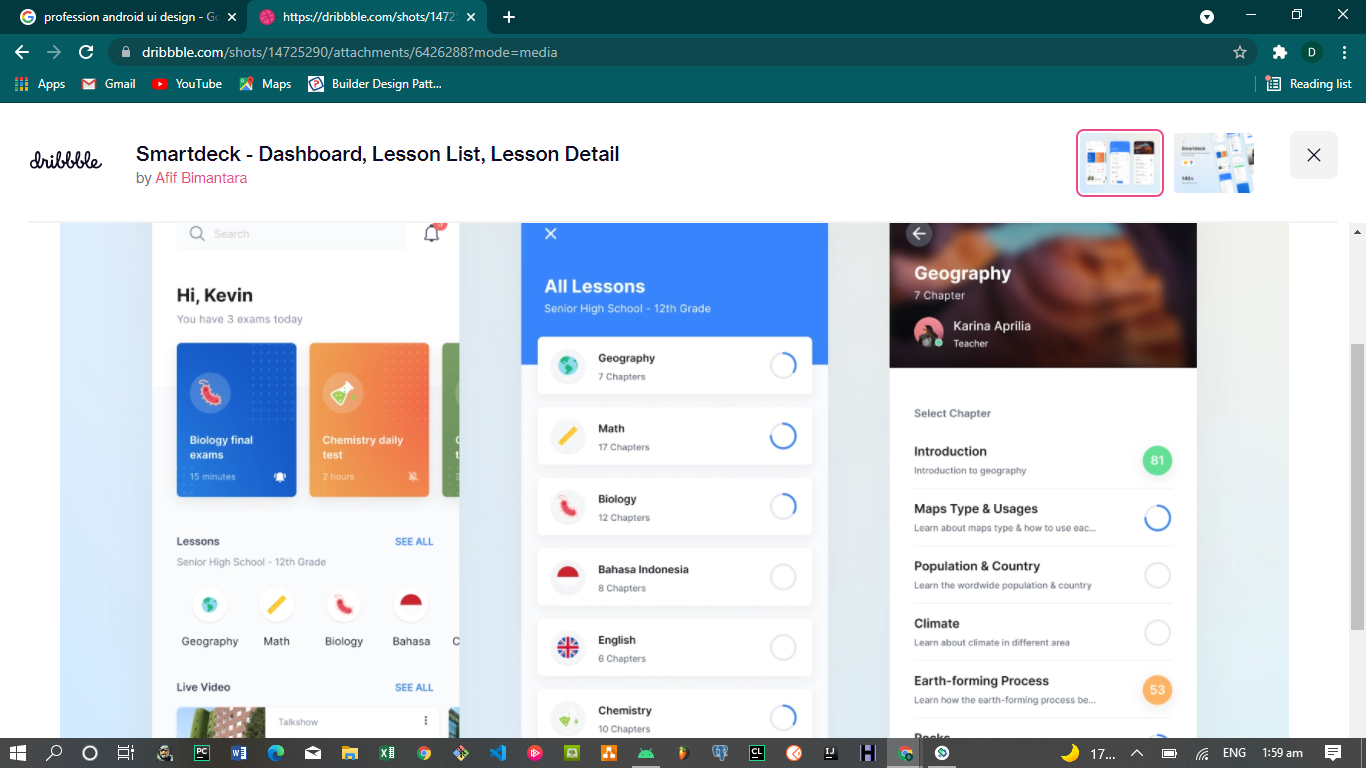 profession android ui design - Go
https://dribbble.com/shots/1472
dribbble.com/shots/14725290/attachments/6426288?mode=media
D
Apps
Gmail
YouTube
Maps
Builder Design Patt...
Reading list
dribbble
Smartdeck - Dashboard, Lesson List, Lesson Detail
by Afif Bimantara
Smartdeck
140+
Search
Hi, Kevin
You have 3 exams today
Biology final
exams
15 minutes
Chemistry daily
test
2 hours
Lessons
SEE ALL
Senior High School - 12th Grade
Geography
Math
Biology
Bahasa
C
Live Video
SEE ALL
Talkshow
All Lessons
Senior High School - 12th Grade
Geography
7 Chapters
Math
17 Chapters
Biology
12 Chapters
Bahasa Indonesia
8 Chapters
English
6 Chapters
Chemistry
10 Chapters
Geography
7 Chapter
Karina Aprilia
Teacher
Select Chapter
Introduction
Introduction to geography
81
Maps Type & Usages
Learn about maps type & how to use eac...
Population & Country
Learn the wordwide population & country
Climate
Learn about climate in different area
Earth-forming Process
Learn how the earth-forming process be...
53
Rocks
PC
CL
IJ
H
17...
ENG
1:59 am